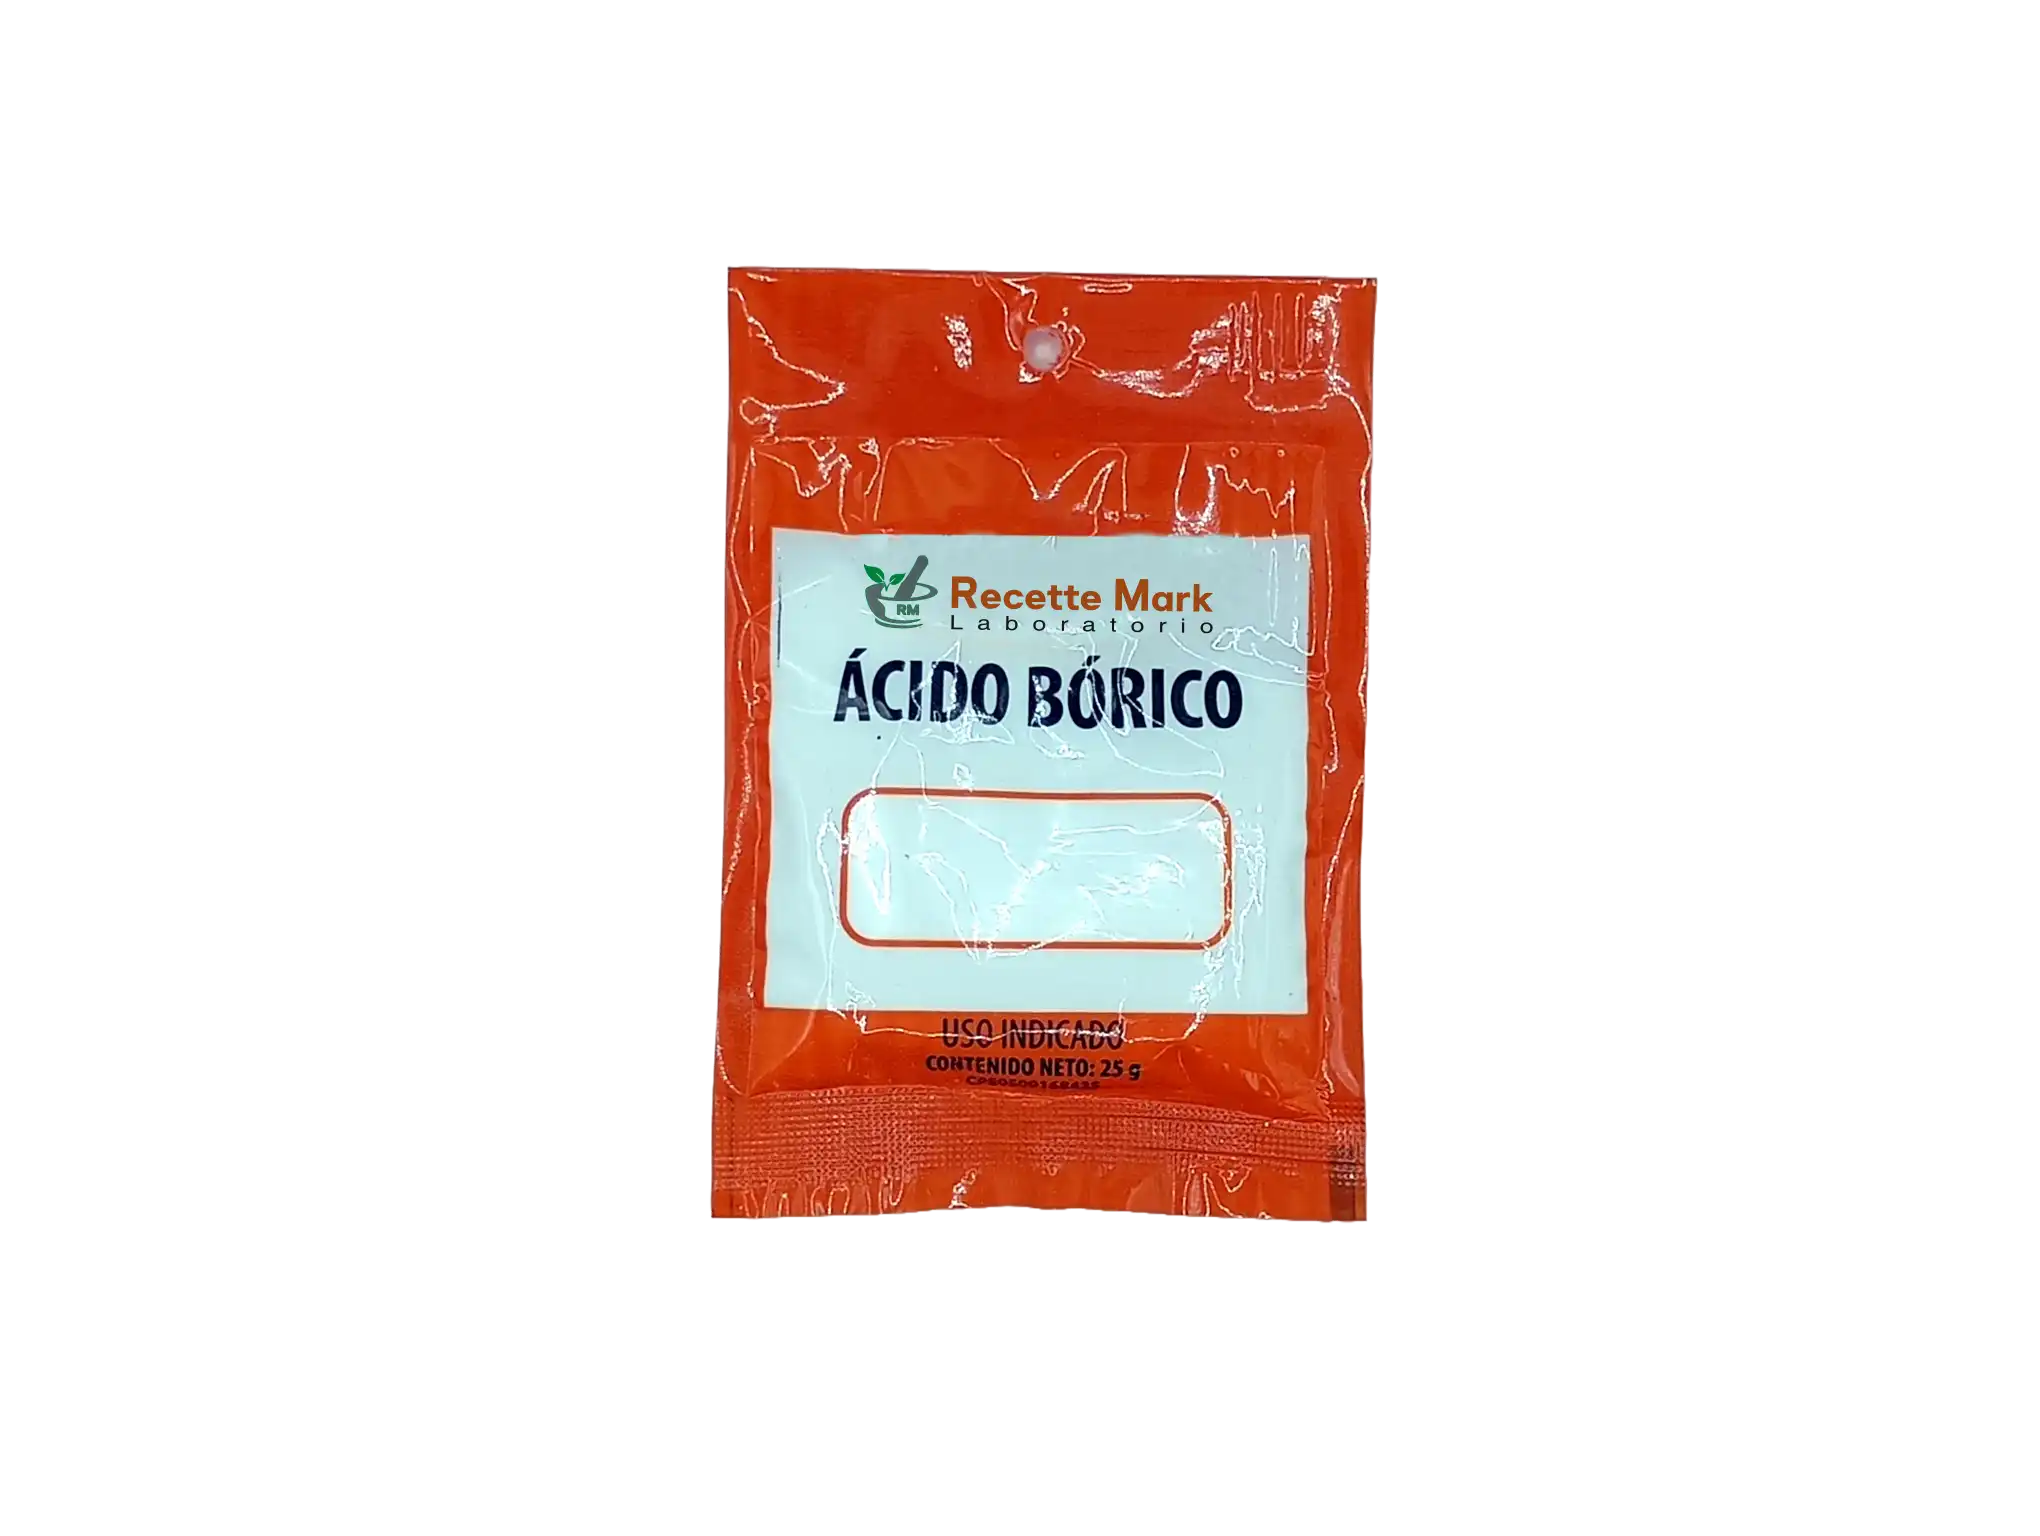 RM
Recette Mark
Laboratorio
ÁCIDO BÓRICO
USO INDICADO
CONTENIDO NETO: 25 g